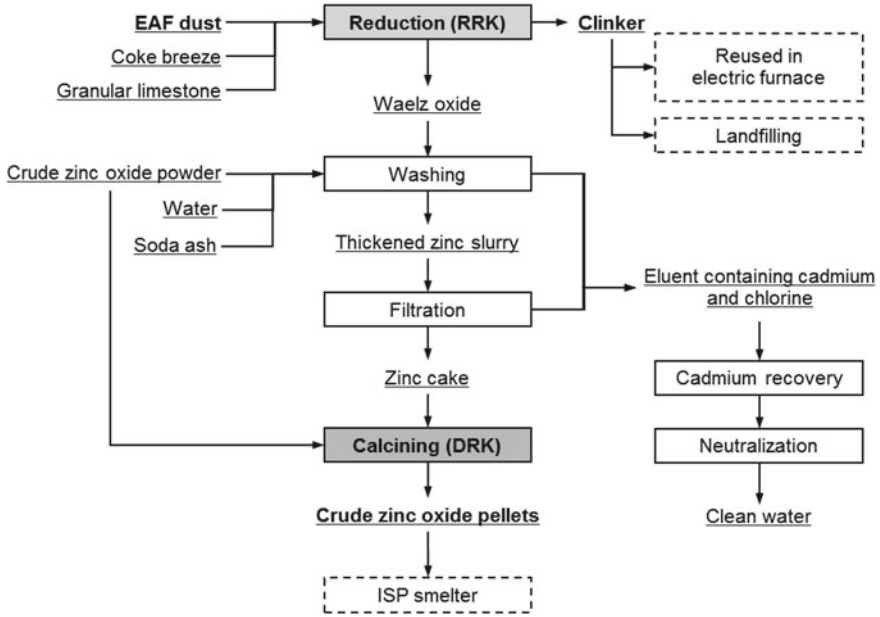 EAF dust
Reduction (RRK)
Clinker
Coke breeze
Granular limestone
Reused in
electric furnace
Waelz oxide
Landfilling
Crude zinc oxide powder
Washing
Water
Soda ash
Thickened zinc slurry
Eluent containing cadmium
and chlorine
Filtration
Zinc cake
Cadmium recovery
Calcining (DRK)
Neutralization
Crude zinc oxide pellets
Clean water
ISP smelter